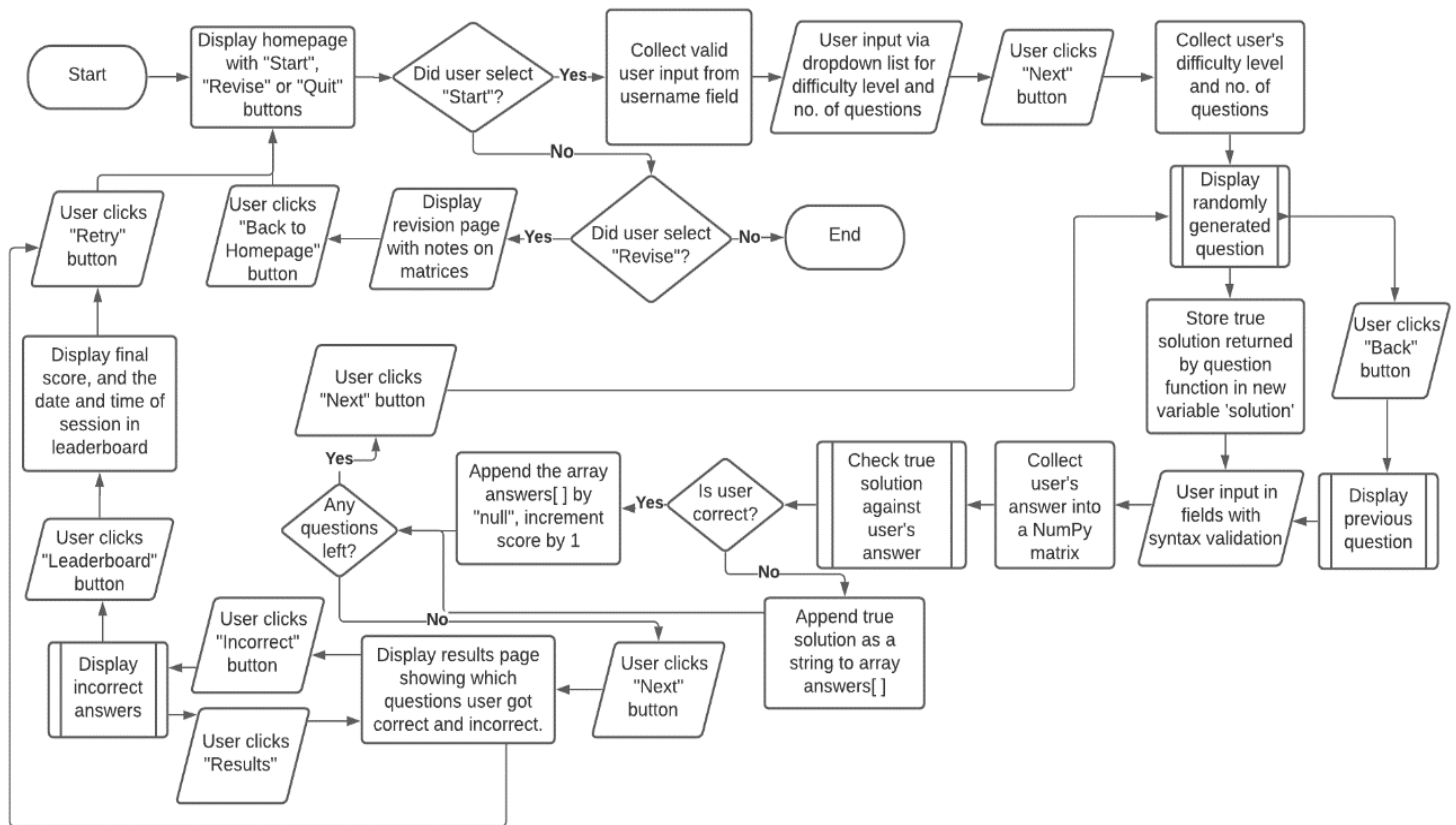 Start
Display homepage
with "Start",
"Revise" or "Quit"
buttons
Did user select
"Start"?
Yes
Collect valid
user input from
username field
User input via
dropdown list for
difficulty level and
no. of questions
User clicks
"Next"
button
Collect user's
difficulty level
and no. of
questions
No
Did user select
"Revise"?
Yes
No
End
Display
revision page
with notes on
matrices
User clicks
"Back to
Homepage"
button
User clicks
"Retry"
button
Display
randomly
generated
question
User clicks
"Back"
button
Display
previous
question
Store true
solution returned
by question
function in new
variable 'solution'
User input in
fields with
syntax validation
Collect
user's
answer into
a NumPy
matrix
Check true
solution
against
user's
answer
Is user
correct?
Yes
Append the array
answers[ ] by
"null", increment
score by 1
No
Append true
solution as a
string to array
answers[ ]
Any
questions
left?
Yes
User clicks
"Next" button
No
User clicks
"Next"
button
Display results page
showing which
questions user got
correct and incorrect.
User clicks
"Incorrect"
button
Display
incorrect
answers
User clicks
"Results"
User clicks
"Leaderboard"
button
Display final
score, and the
date and time of
session in
leaderboard